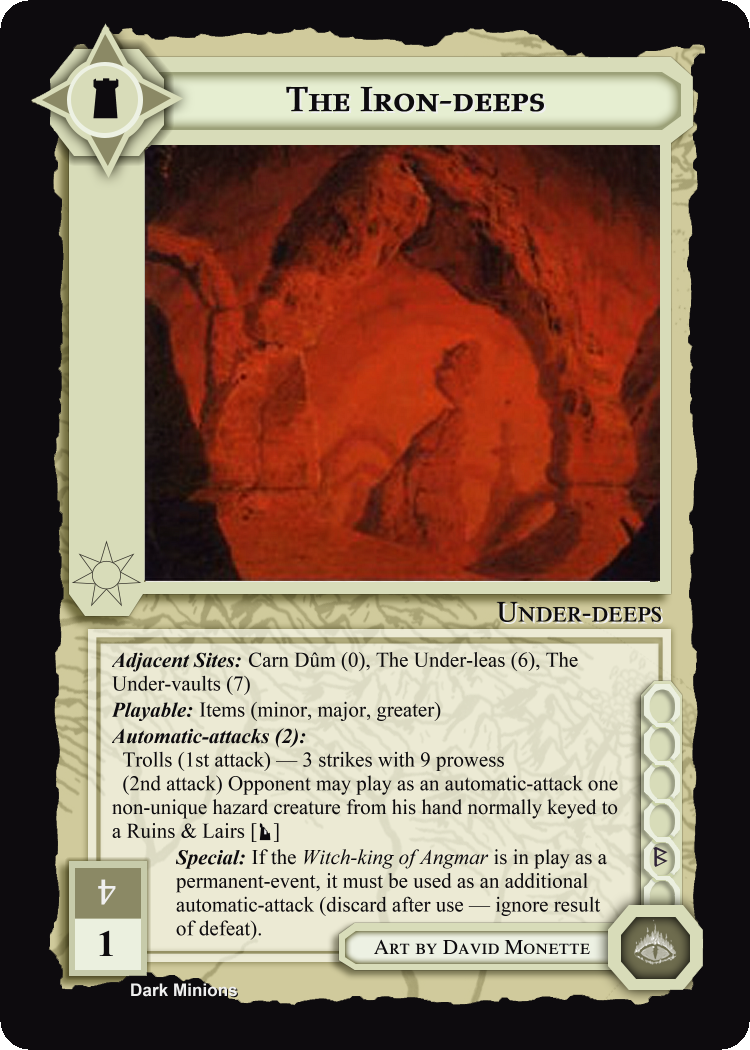 The Iron-deeps
Under-deeps
Adjacent Sites: Carn Dûm (0), The Under-leas (6), The
Under-vaults (7)
Playable: Items (minor, major, greater)
Automatic-attacks (2):
Trolls (1st attack) — 3 strikes with 9 prowess
(2nd attack) Opponent may play as an automatic-attack one
non-unique hazard creature from his hand normally keyed to
a Ruins & Lairs [ ]
Special: If the Witch-king of Angmar is in play as a
permanent-event, it must be used as an additional
automatic-attack (discard after use — ignore result
of defeat).
4
1
Art by David Monette
Dark Minions